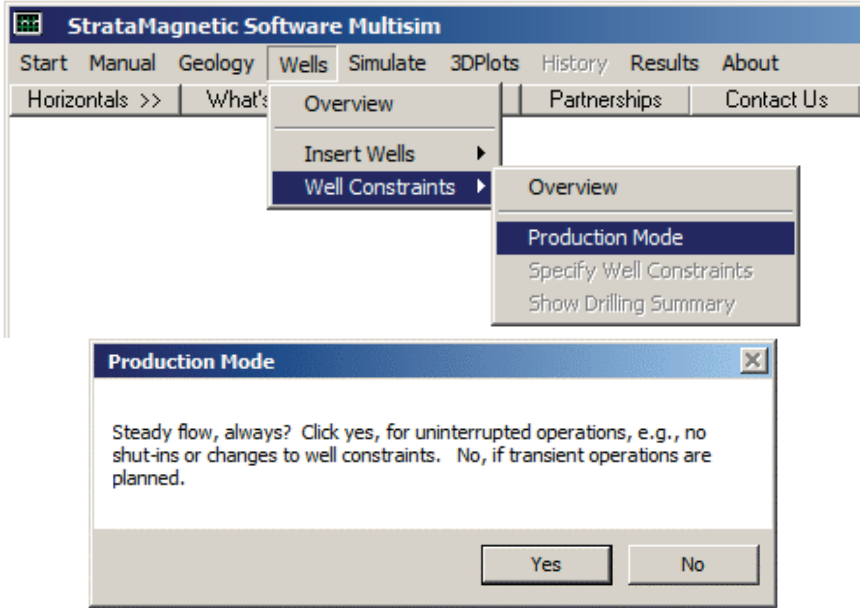 StrataMagnetic Software Multisim
Start Manual Geology Wells Simulate 3DPlots History Results About
Horizontals >> What's Partnerships Contact Us
Overview
Insert Wells
Well Constraints
Overview
Production Mode
Specify Well Constraints
Show Drilling Summary
Production Mode
Steady flow, always? Click yes, for uninterrupted operations, e.g., no
shut-ins or changes to well constraints. No, if transient operations are
planned.
Yes No